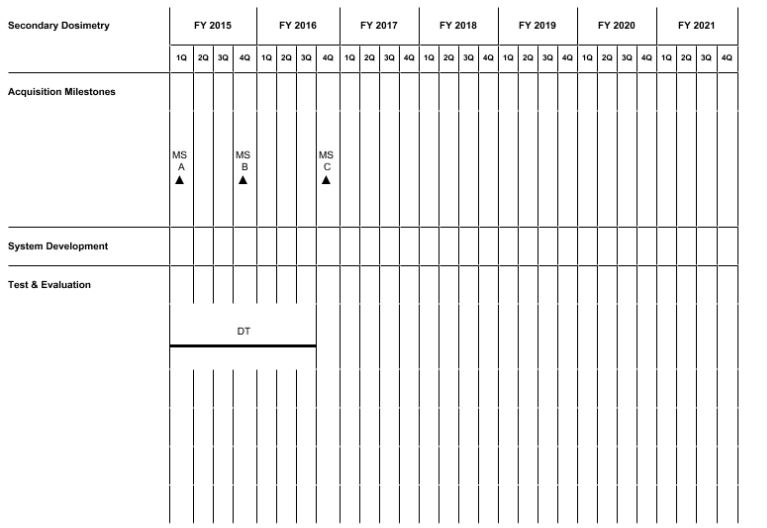 Secondary Dosimetry FY 2015 FY 2016 FY 2017 FY 2018 FY 2019 FY 2020 FY 2021
1Q 2Q 3Q 4Q 1Q 2Q 3Q 4Q 1Q 2Q 3Q 4Q 1Q 2Q 3Q 4Q 1Q 2Q 3Q 4Q 1Q 2Q 3Q 4Q 1Q 2Q 3Q 4Q
Acquisition Milestones
MS MS MS
A B C
System Development
Test & Evaluation
DT